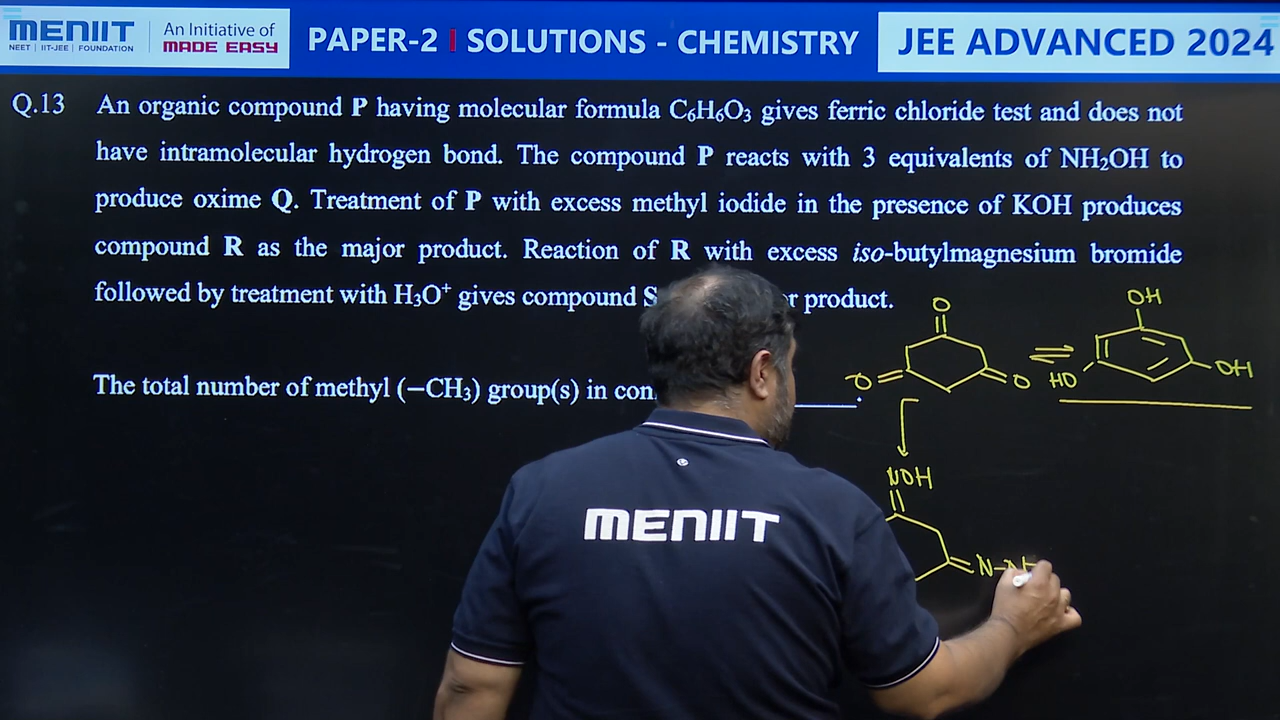 MENIIT
NEET | IIT-JEE | FOUNDATION
An Initiative of
MADE EASY
PAPER-2 | SOLUTIONS - CHEMISTRY
JEE ADVANCED 2024
Q.13 An organic compound P having molecular formula C₆H₆O₃ gives ferric chloride test and does not
have intramolecular hydrogen bond. The compound P reacts with 3 equivalents of NH₂OH to
produce oxime Q. Treatment of P with excess methyl iodide in the presence of KOH produces
compound R as the major product. Reaction of R with excess iso-butylmagnesium bromide
followed by treatment with H₃O⁺ gives compound S product.
The total number of methyl (−CH₃) group(s) in
O
O
O
OH
HO
OH
NOH
N-
MENIIT